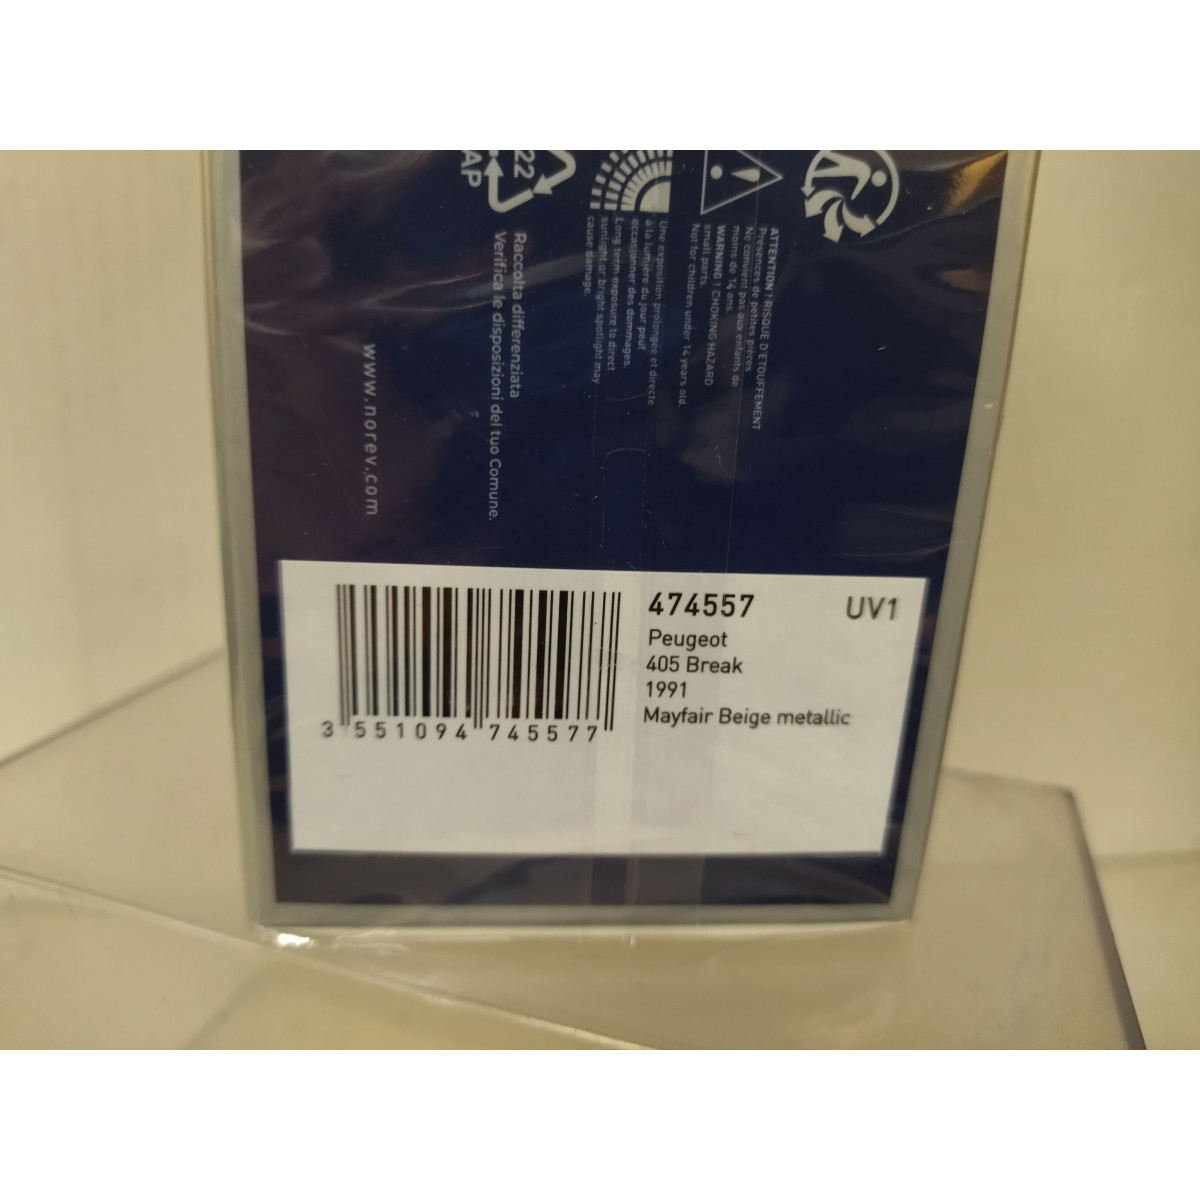 22
AP
Raccolta differenziata
Verifica le disposizioni del tuo Comune.
www.norev.com
ATTENTION ! RISQUE D'ETOUFFEMENT
Présences de petites pièces
Ne convient pas aux enfants de
moins de 14 ans.
WARNING ! CHOKING HAZARD
small parts.
Not for children under 14 years old.
Une exposition prolongée et directe
à la lumière du jour peut
occasionner des dommages.
Long term exposure to direct
sunlight or bright spotlight may
cause damage.
474557 UV1
Peugeot
405 Break
1991
Mayfair Beige metallic
3 551094 745577